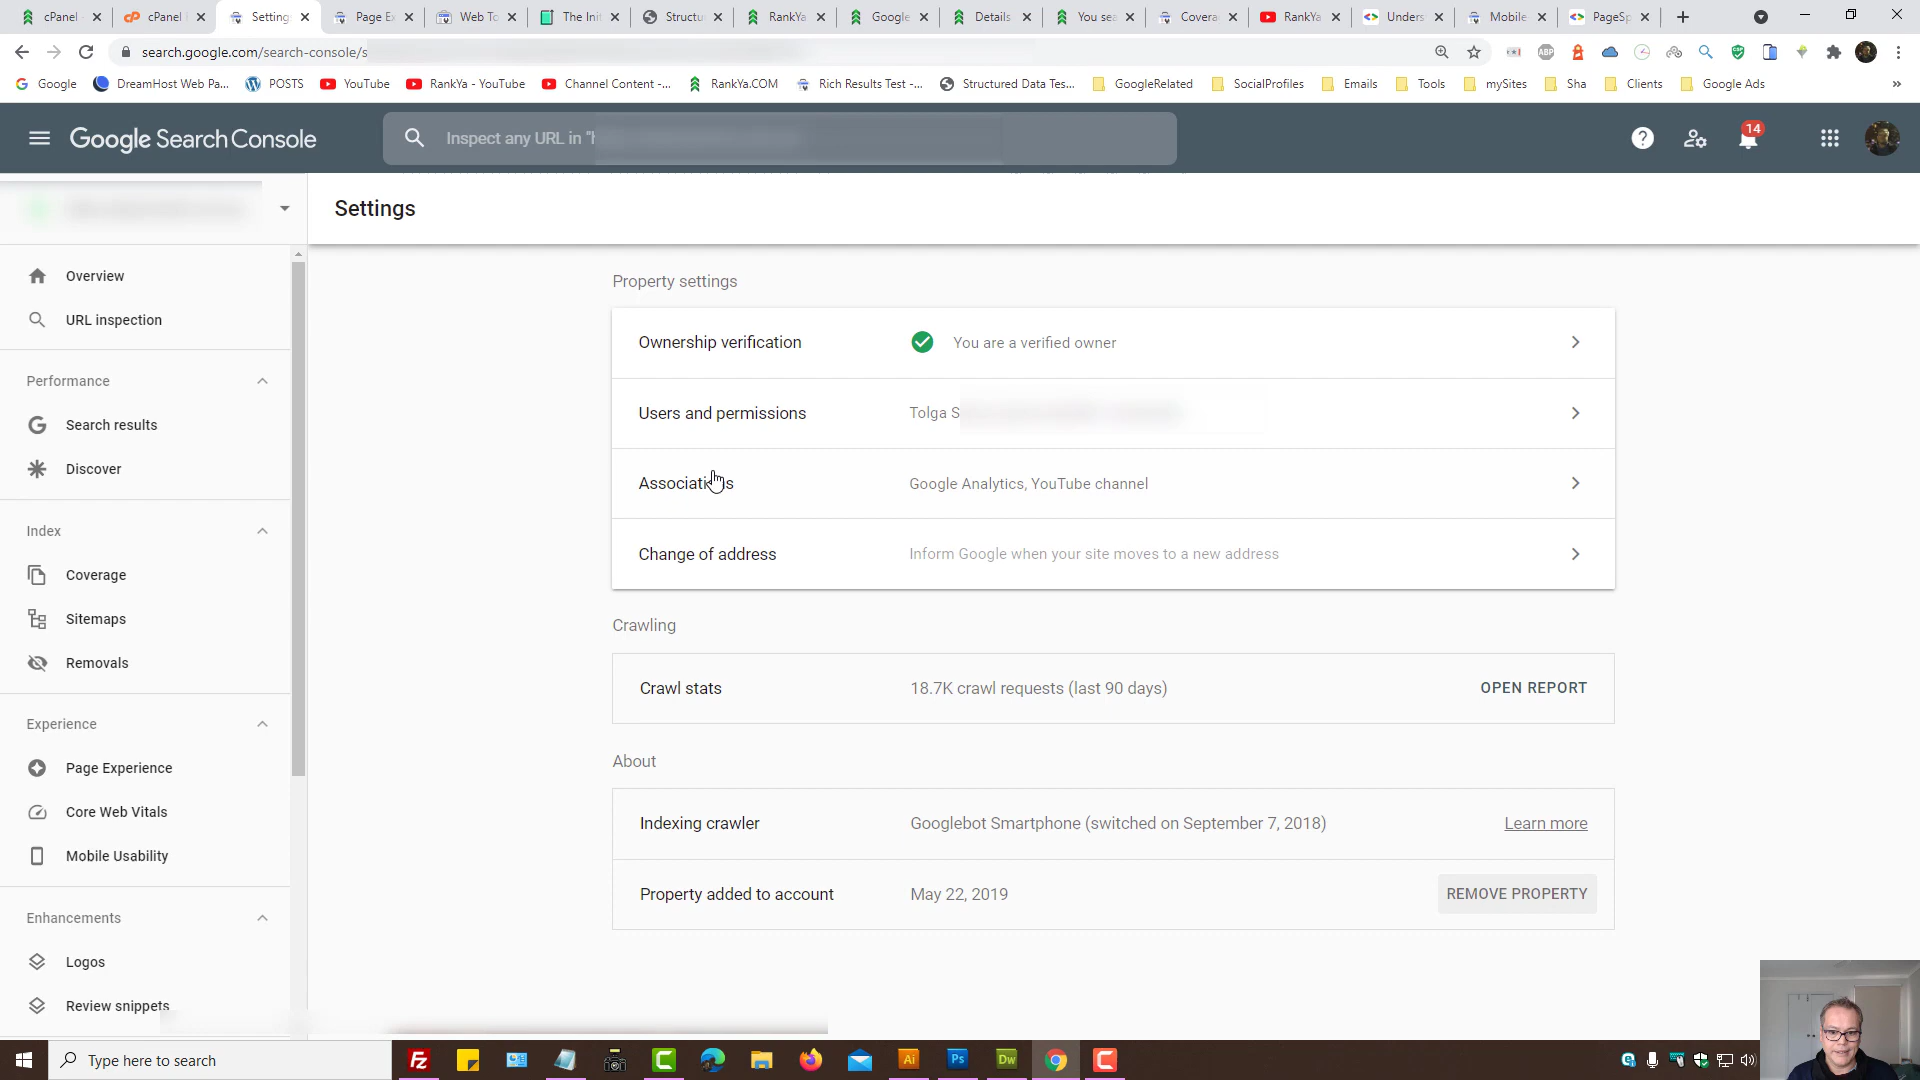 cPanel
cPanel
Setting
Page Ex
Web To
The Init
Structu
RankYa
Google
Details
You sea
Covera
RankYa
Unders
Mobile
PageSp
search.google.com/search-console/s
Google
DreamHost Web Pa...
POSTS
YouTube
RankYa - YouTube
Channel Content -...
RankYa.COM
Rich Results Test -...
Structured Data Tes...
GoogleRelated
SocialProfiles
Emails
Tools
mySites
Sha
Clients
Google Ads
»
Google Search Console
Inspect any URL in "h
14
Settings
Overview
URL inspection
Performance
Search results
Discover
Index
Coverage
Sitemaps
Removals
Experience
Page Experience
Core Web Vitals
Mobile Usability
Enhancements
Logos
Review snippets
Property settings
Ownership verification
You are a verified owner
Users and permissions
Tolga S
Associations
Google Analytics, YouTube channel
Change of address
Inform Google when your site moves to a new address
Crawling
Crawl stats
18.7K crawl requests (last 90 days)
OPEN REPORT
About
Indexing crawler
Googlebot Smartphone (switched on September 7, 2018)
Learn more
Property added to account
May 22, 2019
REMOVE PROPERTY
Type here to search